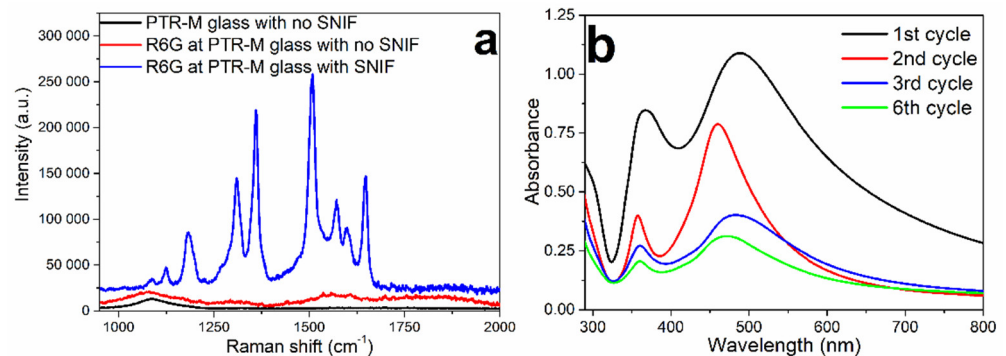 a
PTR-M glass with no SNIF
R6G at PTR-M glass with no SNIF
R6G at PTR-M glass with SNIF
Intensity (a.u.)
300 000
250 000
200 000
150 000
100 000
50 000
0
1000 1250 1500 1750 2000
Raman shift (cm⁻¹)
b
1st cycle
2nd cycle
3rd cycle
6th cycle
Absorbance
1.25
1.00
0.75
0.50
0.25
0.00
300 400 500 600 700 800
Wavelength (nm)